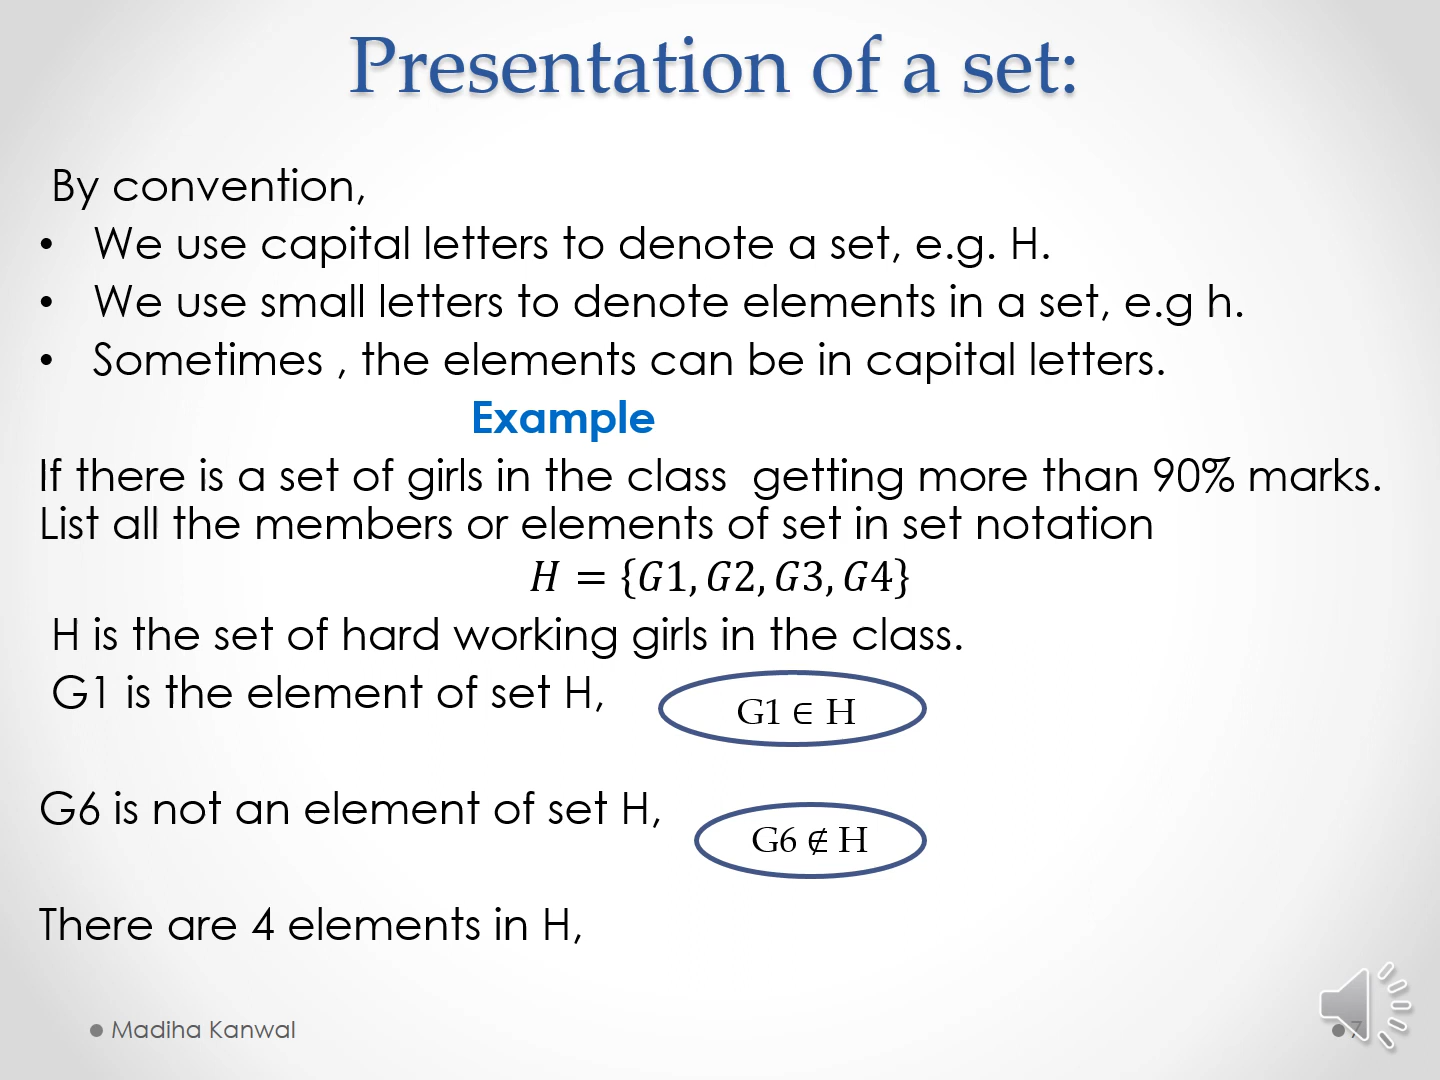 Presentation of a set:
By convention,
• We use capital letters to denote a set, e.g. H.
• We use small letters to denote elements in a set, e.g h.
• Sometimes , the elements can be in capital letters.
Example
If there is a set of girls in the class getting more than 90% marks.
List all the members or elements of set in set notation
H = {G1, G2, G3, G4}
H is the set of hard working girls in the class.
G1 is the element of set H,
G1 ∈ H
G6 is not an element of set H,
G6 ∉ H
There are 4 elements in H,
Madiha Kanwal
7